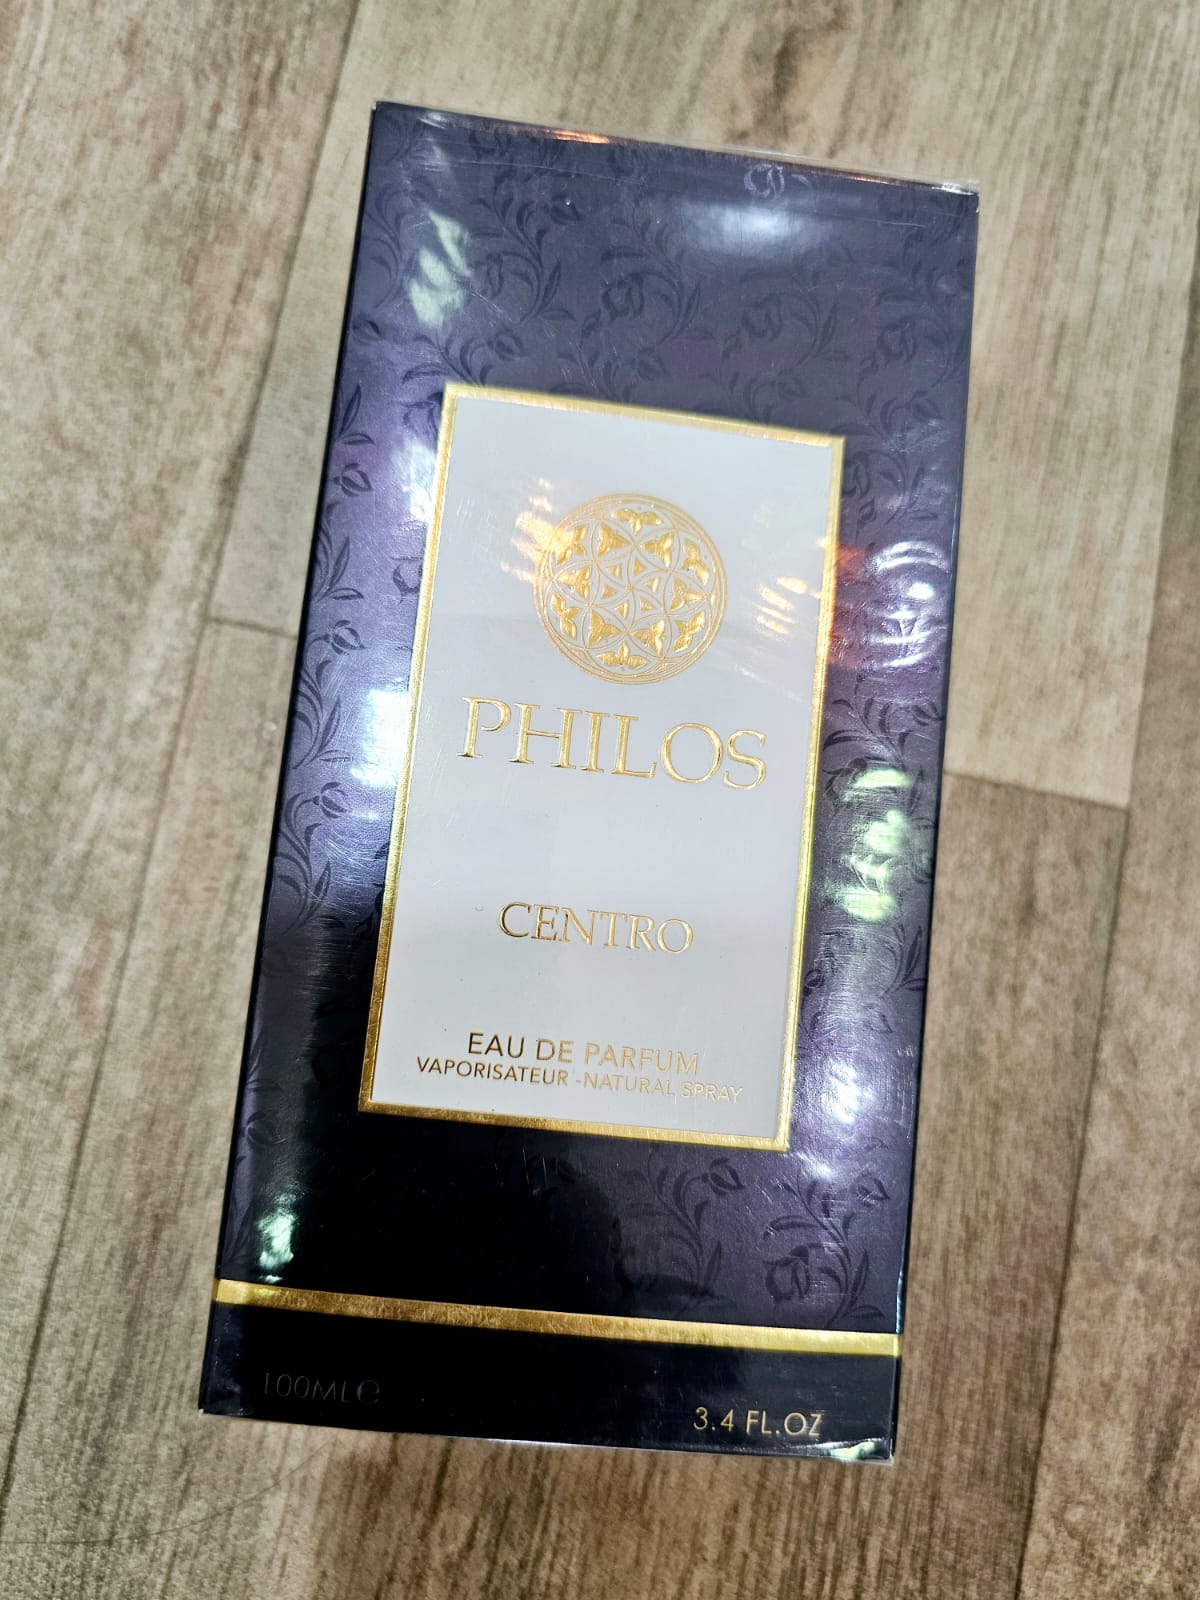 PHILOS
CENTRO
EAU DE PARFUM
VAPORISATEUR -NATURAL SPRAY
100ML℮
3.4 FL.OZ